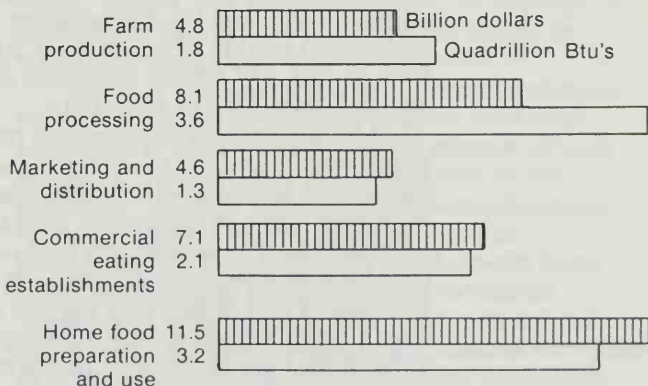 Farm 4.8 Billion dollars
production 1.8 Quadrillion Btu's
Food 8.1
processing 3.6
Marketing and 4.6
distribution 1.3
Commercial 7.1
eating 2.1
establishments
Home food 11.5
preparation 3.2
and use